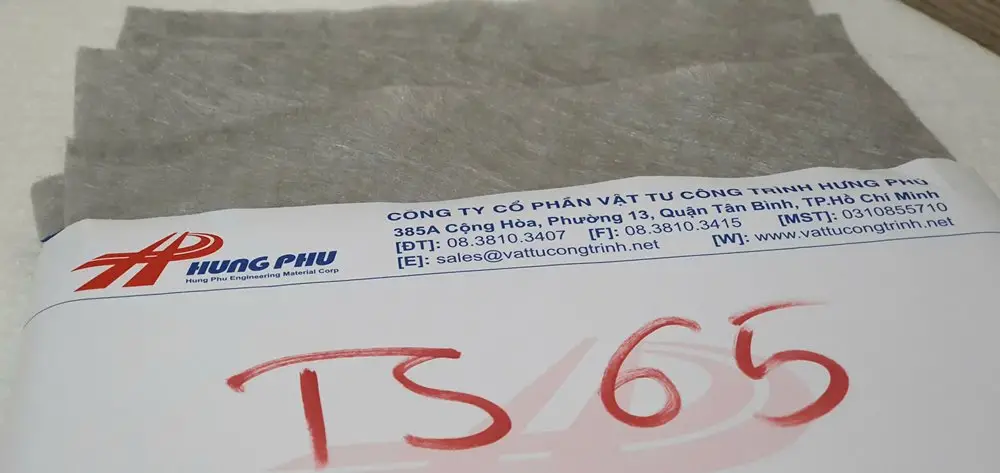 CÔNG TY CỔ PHẦN VẬT TƯ CÔNG TRÌNH HƯNG PHÚ
385A Cộng Hòa, Phường 13, Quận Tân Bình, TP.Hồ Chí Minh
[ĐT]: 08.3810.3407 [F]: 08.3810.3415 [MST]: 0310855710
[E]: sales@vattucongtrinh.net [W]: www.vattucongtrinh.net
HUNG PHU
Hung Phu Engineering Material Corp
TS 65